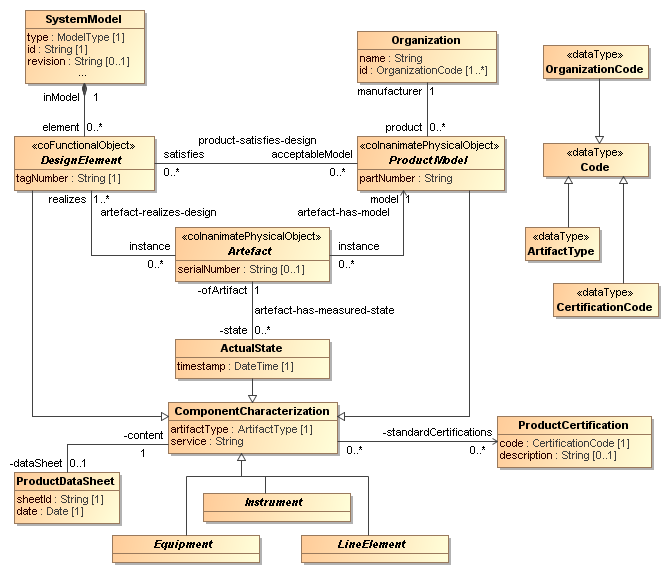 SystemModel
type : ModelType [1]
id : String [1]
revision : String [0..1]
...
Organization
name : String
id : OrganizationCode [1..*]
«dataType»
OrganizationCode
inModel 1
manufacturer 1
element 0..*
product 0..*
«coFunctionalObject»
DesignElement
tagNumber : String [1]
product-satisfies-design
satisfies acceptableModel
0..* 0..*
«coInanimatePhysicalObject»
ProductModel
partNumber : String
«dataType»
Code
realizes 1..*
artefact-realizes-design
model 1
artefact-has-model
«coInanimatePhysicalObject»
Artefact
serialNumber : String [0..1]
instance
0..*
instance
0..*
«dataType»
ArtifactType
«dataType»
CertificationCode
-ofArtifact 1
artefact-has-measured-state
-state 0..*
ActualState
timestamp : DateTime [1]
ComponentCharacterization
artifactType : ArtifactType [1]
service : String
-standardCertifications
0..* 0..*
ProductCertification
code : CertificationCode [1]
description : String [0..1]
-content
1
-dataSheet 0..1
ProductDataSheet
sheetId : String [1]
date : Date [1]
Instrument
Equipment
LineElement